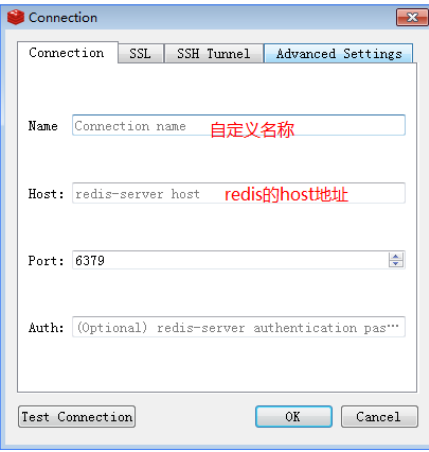 Connection
Connection SSL SSH Tunnel Advanced Settings
Name Connection name 自定义名称
Host: redis-server host redis的host地址
Port: 6379
Auth: (Optional) redis-server authentication pas…
Test Connection OK Cancel